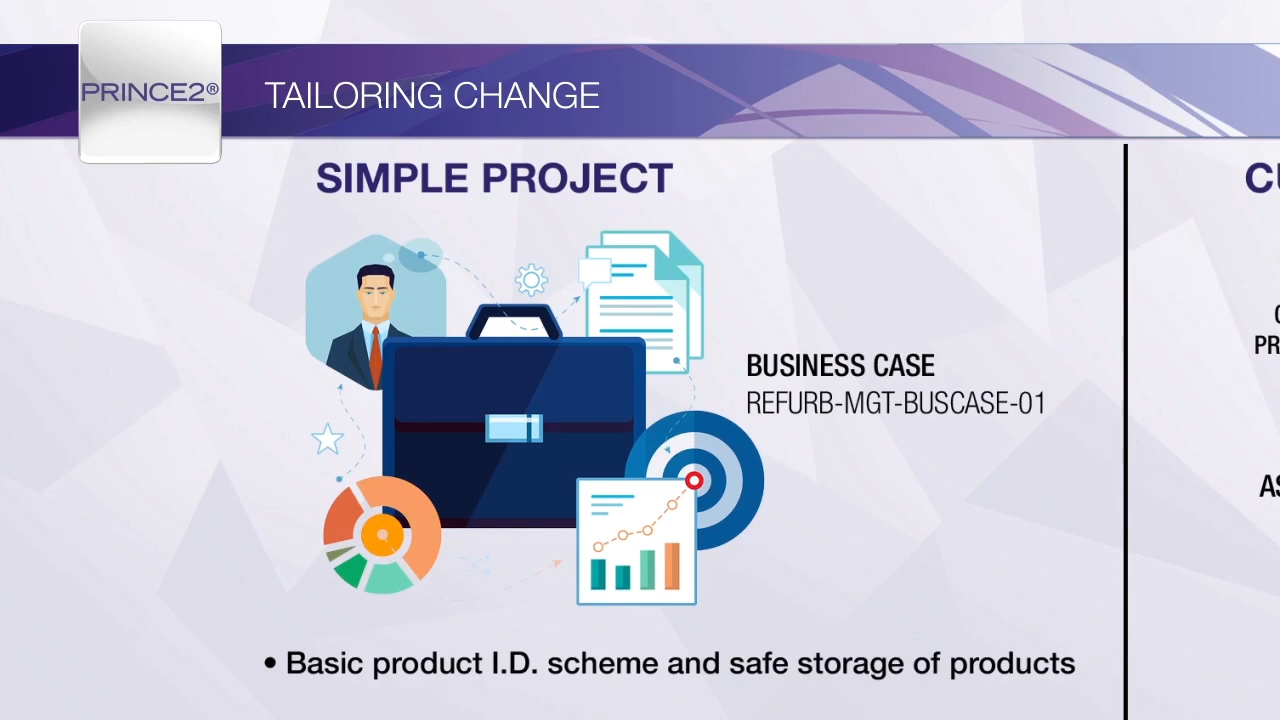 PRINCE2®
TAILORING CHANGE
SIMPLE PROJECT
BUSINESS CASE
REFURB-MGT-BUSCASE-01
• Basic product I.D. scheme and safe storage of products